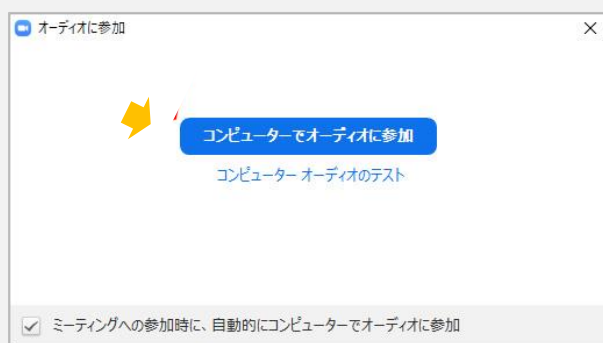 オーディオに参加
コンピューターでオーディオに参加
コンピューター オーディオのテスト
ミーティングへの参加時に、自動的にコンピューターでオーディオに参加